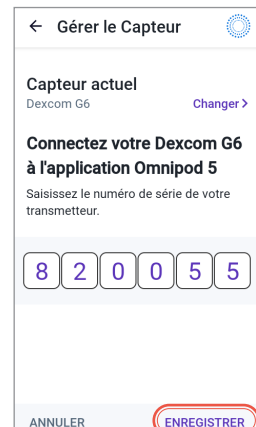 Gérer le Capteur
Capteur actuel
Dexcom G6
Changer >
Connectez votre Dexcom G6
à l'application Omnipod 5
Saisissez le numéro de série de votre
transmetteur.
8 2 0 0 5 5
ANNULER
ENREGISTRER